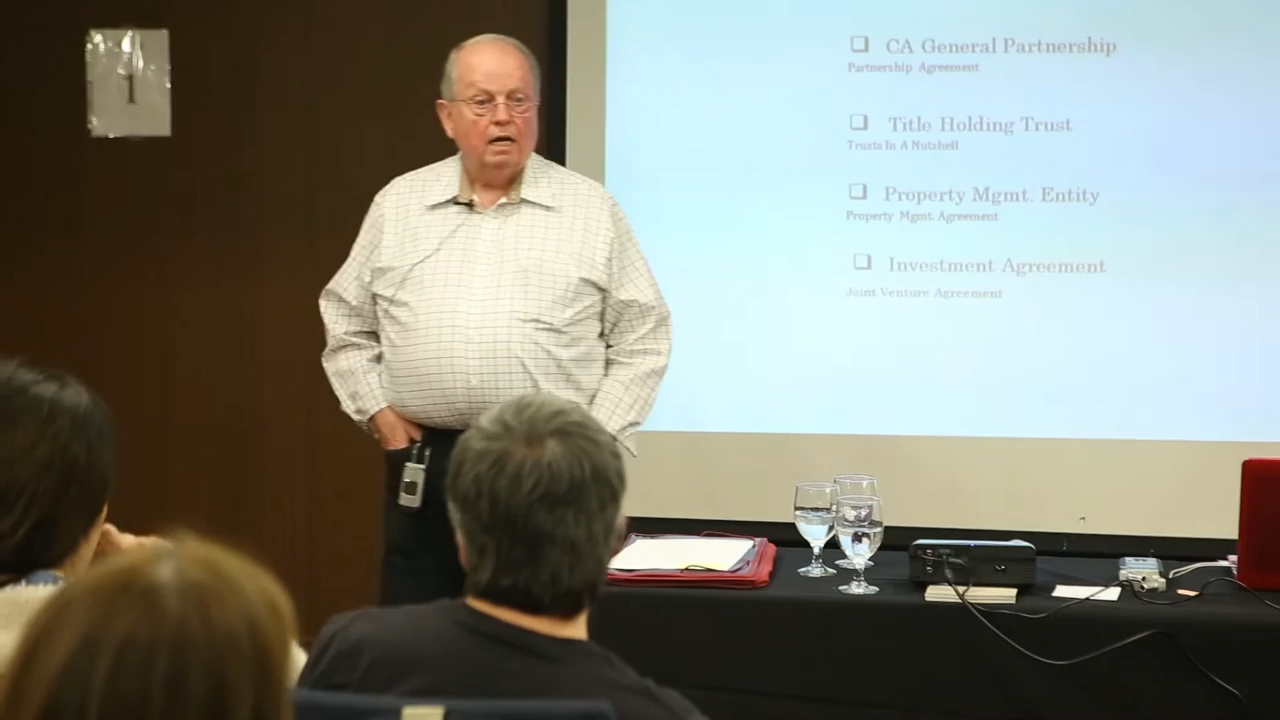 1
❑ CA General Partnership
Partnership Agreement
❑ Title Holding Trust
Trusts In A Nutshell
❑ Property Mgmt. Entity
Property Mgmt. Agreement
❑ Investment Agreement
Joint Venture Agreement